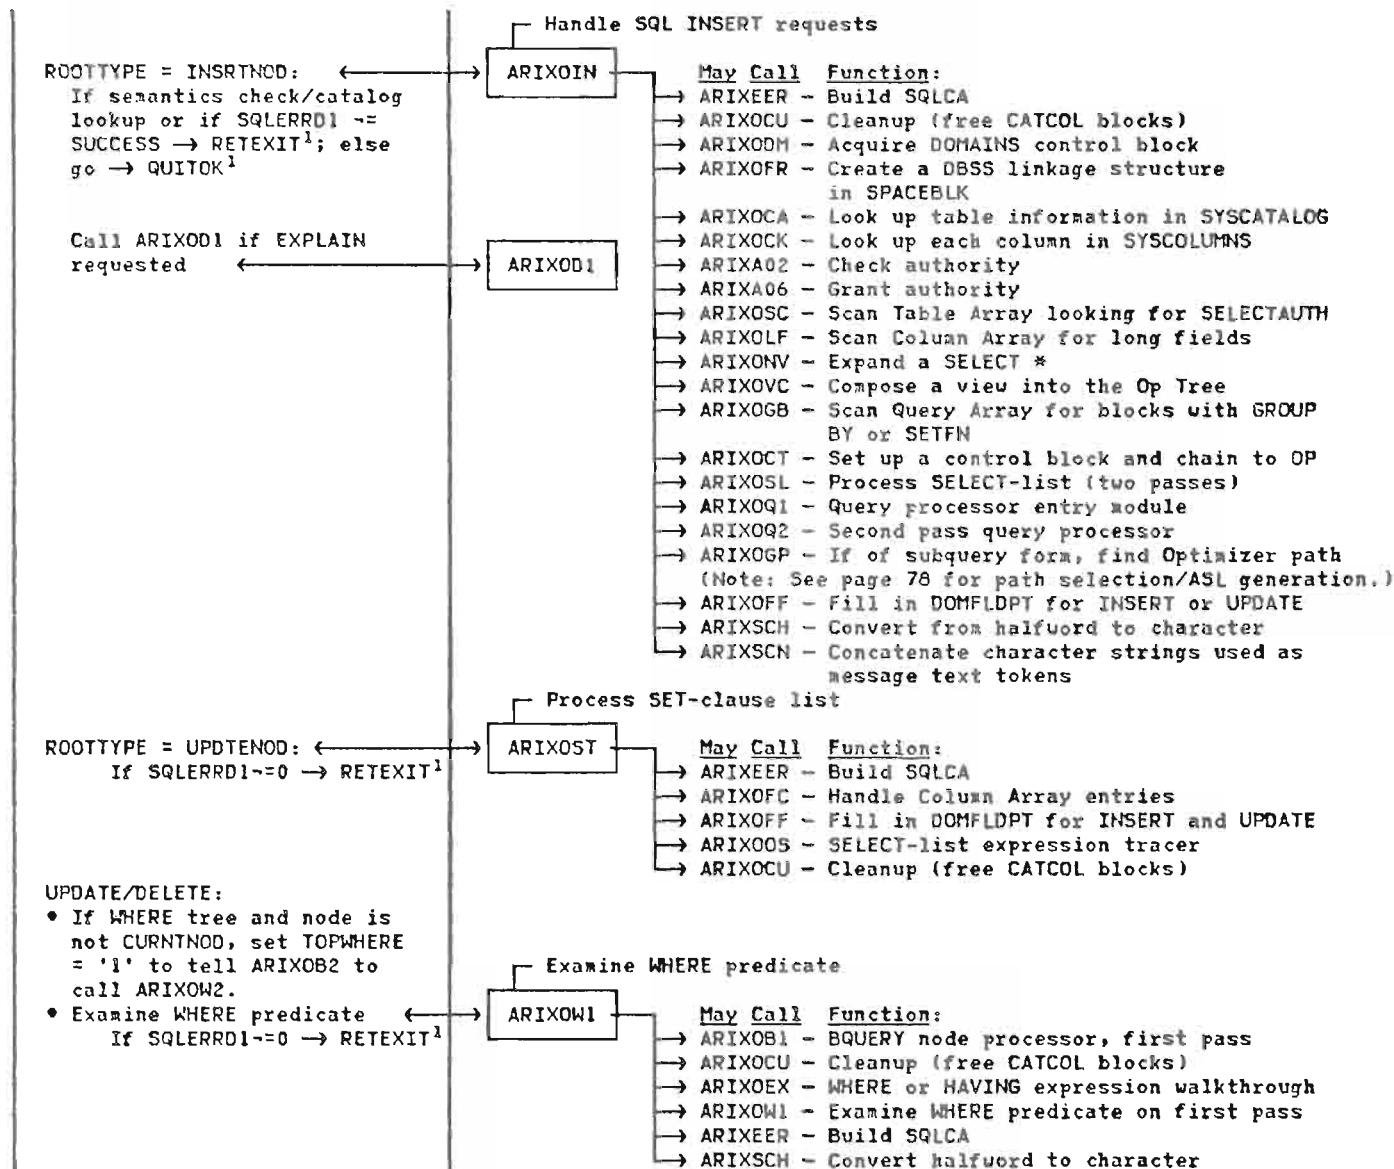 Handle SQL INSERT requests
ROOTTYPE = INSRTNOD: ARIXOIN May Call Function:
If semantics check/catalog ARIXEER - Build SQLCA
lookup or if SQLERRD1 ¬= ARIXOCU - Cleanup (free CATCOL blocks)
SUCCESS → RETEXIT¹; else ARIXODM - Acquire DOMAINS control block
go → QUITOK¹ ARIXOFR - Create a DBSS linkage structure
in SPACEBLK
ARIXOCA - Look up table information in SYSCATALOG
Call ARIXOD1 if EXPLAIN ARIXOCK - Look up each column in SYSCOLUMNS
requested ARIXOD1 ARIXA02 - Check authority
ARIXA06 - Grant authority
ARIXOSC - Scan Table Array looking for SELECTAUTH
ARIXOLF - Scan Column Array for long fields
ARIXONV - Expand a SELECT *
ARIXOVC - Compose a view into the Op Tree
ARIXOGB - Scan Query Array for blocks with GROUP
BY or SETFN
ARIXOCT - Set up a control block and chain to OP
ARIXOSL - Process SELECT-list (two passes)
ARIXOQ1 - Query processor entry module
ARIXOQ2 - Second pass query processor
ARIXOGP - If of subquery form, find Optimizer path
(Note: See page 78 for path selection/ASL generation.)
ARIXOFF - Fill in DOMFLDPT for INSERT or UPDATE
ARIXSCH - Convert from halfword to character
ARIXSCN - Concatenate character strings used as
message text tokens
Process SET-clause list
ROOTTYPE = UPDTENOD: ARIXOST May Call Function:
If SQLERRD1¬=0 → RETEXIT¹ ARIXEER - Build SQLCA
ARIXOFC - Handle Column Array entries
ARIXOFF - Fill in DOMFLDPT for INSERT and UPDATE
ARIXOOS - SELECT-list expression tracer
ARIXOCU - Cleanup (free CATCOL blocks)
UPDATE/DELETE:
• If WHERE tree and node is
not CURNTNOD, set TOPWHERE
= '1' to tell ARIXOB2 to
call ARIXOW2.
Examine WHERE predicate
• Examine WHERE predicate ARIXOW1 May Call Function:
If SQLERRD1¬=0 → RETEXIT¹ ARIXOB1 - BQUERY node processor, first pass
ARIXOCU - Cleanup (free CATCOL blocks)
ARIXOEX - WHERE or HAVING expression walkthrough
ARIXOW1 - Examine WHERE predicate on first pass
ARIXEER - Build SQLCA
ARIXSCH - Convert halfword to character